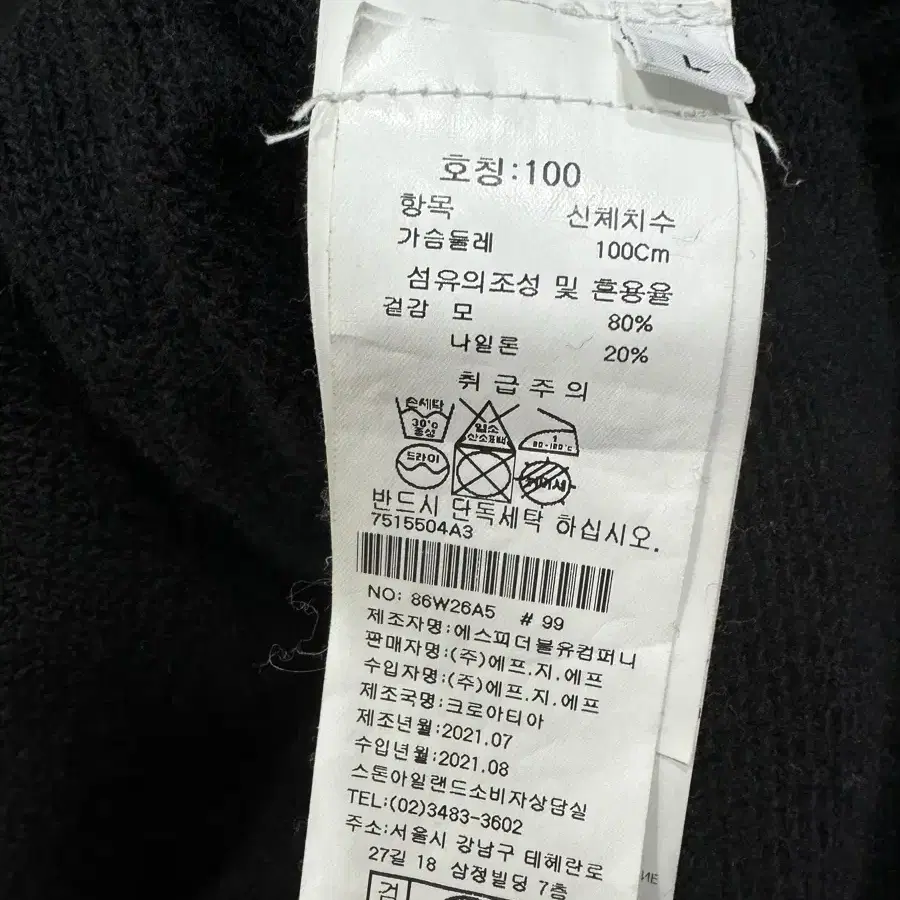 L
호칭:100
항목 신체치수
가슴둘레 100Cm
섬유의조성 및 혼용율
겉감 모 80%
나일론 20%
취급주의
손세탁
30°c
중성
염소
산소표백
1
80-120°c
드라이
반드시 단독세탁 하십시오.
7515504A3
NO: 86W26A5 # 99
제조자명:에스피더블유컴퍼니
판매자명:(주)에프.지.에프
수입자명:(주)에프.지.에프
제조국명:크로아티아
제조년월:2021.07
수입년월:2021.08
스톤아일랜드소비자상담실
TEL:(02)3483-3602
주소:서울시 강남구 테헤란로
27길 18 삼정빌딩 7층
검